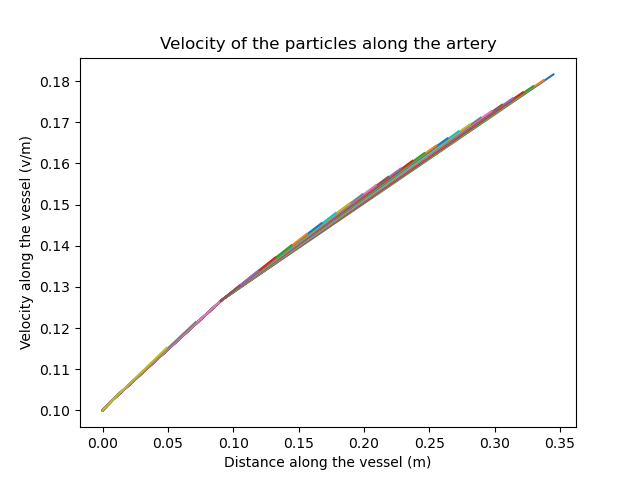 Velocity of the particles along the artery
Velocity along the vessel (v/m)
0.18
0.17
0.16
0.15
0.14
0.13
0.12
0.11
0.10
0.00 0.05 0.10 0.15 0.20 0.25 0.30 0.35
Distance along the vessel (m)